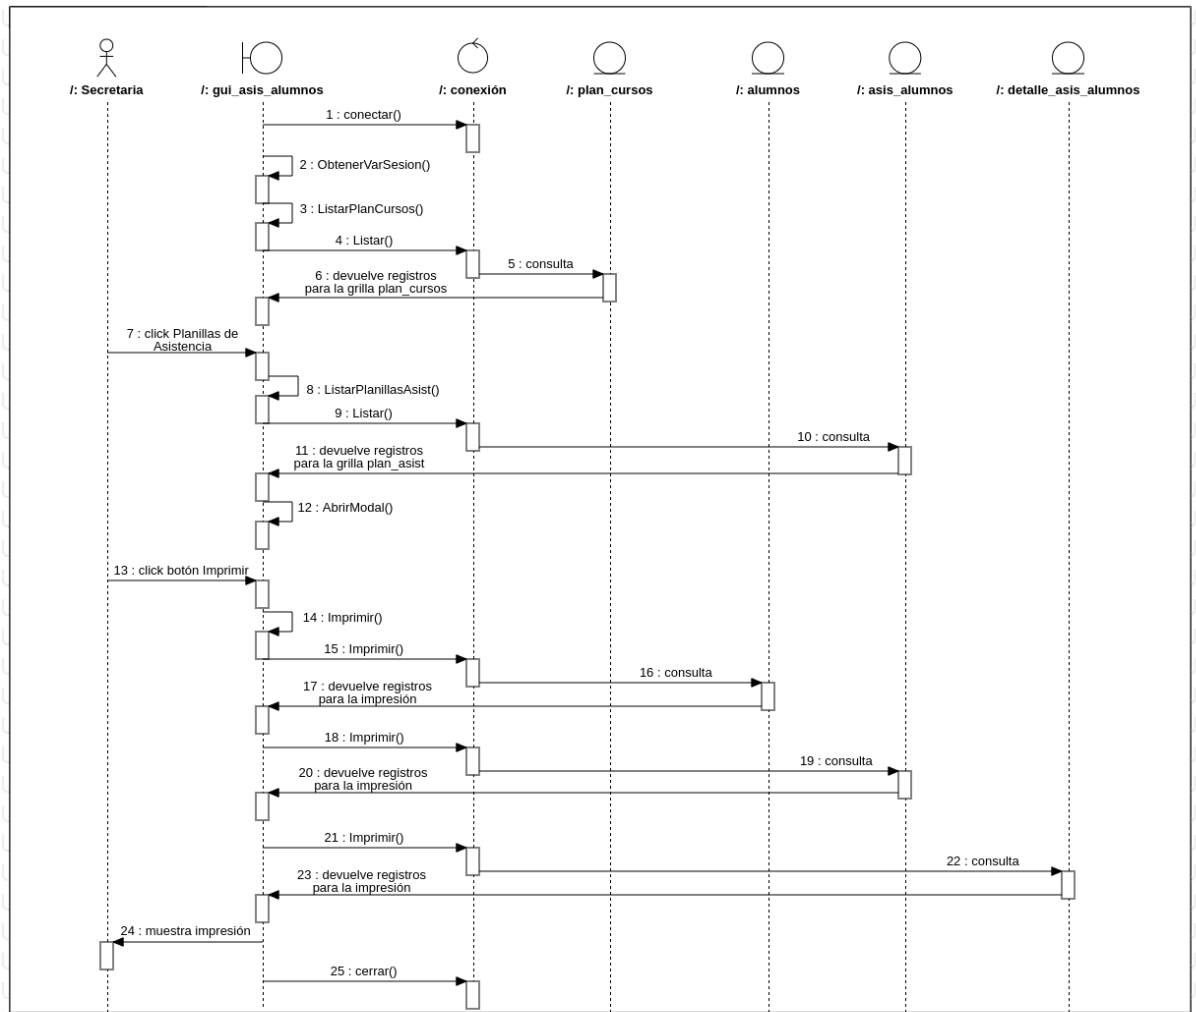 /: Secretaria
/: gui_asis_alumnos
/: conexión
/: plan_cursos
/: alumnos
/: asis_alumnos
/: detalle_asis_alumnos
1 : conectar()
2 : ObtenerVarSesion()
3 : ListarPlanCursos()
4 : Listar()
5 : consulta
6 : devuelve registros
para la grilla plan_cursos
7 : click Planillas de
Asistencia
8 : ListarPlanillasAsist()
9 : Listar()
10 : consulta
11 : devuelve registros
para la grilla plan_asist
12 : AbrirModal()
13 : click botón Imprimir
14 : Imprimir()
15 : Imprimir()
16 : consulta
17 : devuelve registros
para la impresión
18 : Imprimir()
19 : consulta
20 : devuelve registros
para la impresión
21 : Imprimir()
22 : consulta
23 : devuelve registros
para la impresión
24 : muestra impresión
25 : cerrar()